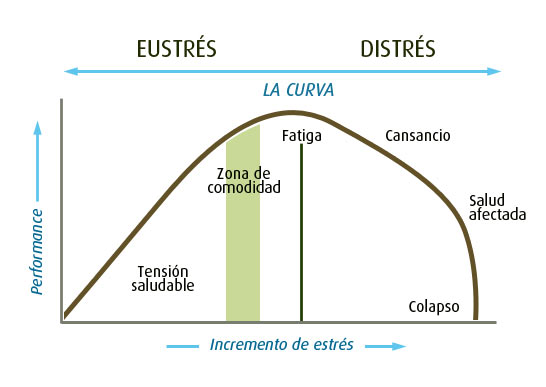 EUSTRÉS
DISTRÉS
LA CURVA
Fatiga
Cansancio
Zona de
comodidad
Salud
afectada
Performance
Tensión
saludable
Colapso
Incremento de estrés